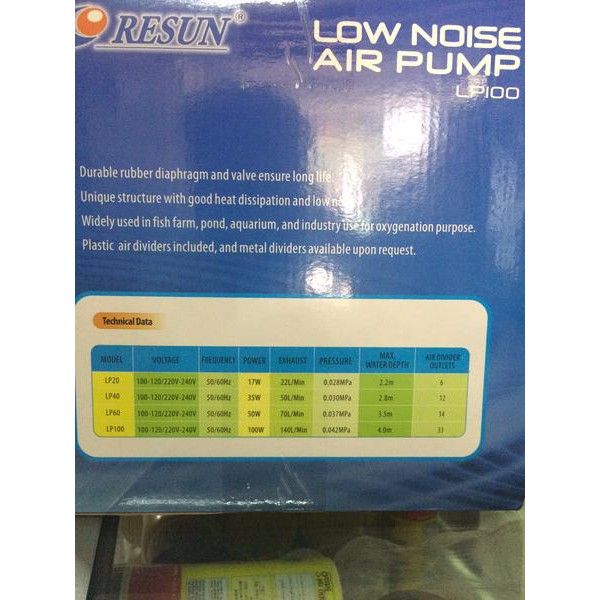 RESUN®
LOW NOISE
AIR PUMP
LP100
Durable rubber diaphragm and valve ensure long life.
Unique structure with good heat dissipation and low
Widely used in fish farm, pond, aquarium, and industry use for oxygenation purpose.
Plastic air dividers included, and metal dividers available upon request.
Technical Data
MODEL VOLTAGE FREQUENCY POWER EXHAUST PRESSURE MAX. WATER DEPTH AIR DIVIDER OUTLETS
LP20 100-120/220V-240V 50/60Hz 17W 22L/Min 0.028MPa 2.2m 6
LP40 100-120/220V-240V 50/60Hz 35W 50L/Min 0.030MPa 2.8m 12
LP60 100-120/220V-240V 50/60Hz 50W 70L/Min 0.037MPa 3.5m 14
LP100 100-120/220V-240V 50/60Hz 100W 140L/Min 0.042MPa 4.0m 33